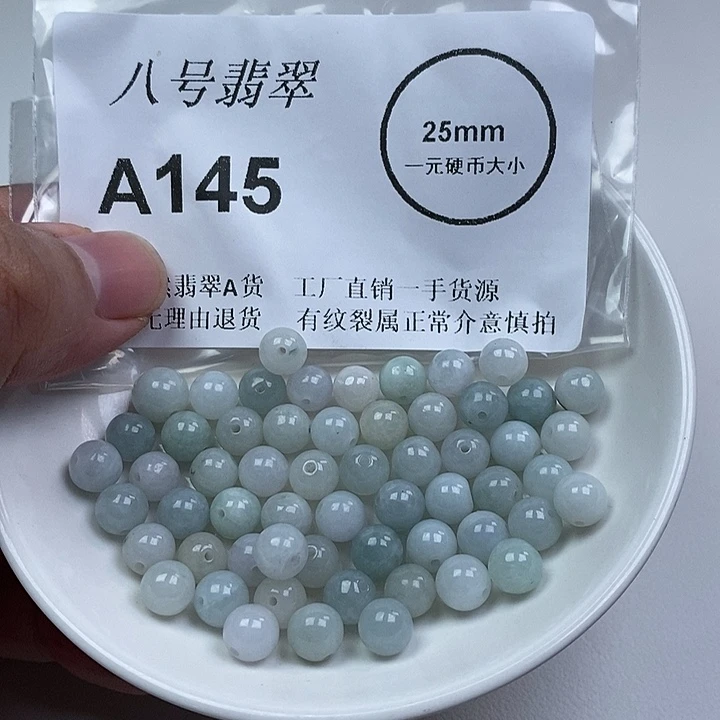 八号翡翠
A145
25mm
一元硬币大小
翡翠A货 工厂直销一手货源
理由退货 有纹裂属正常介意慎拍